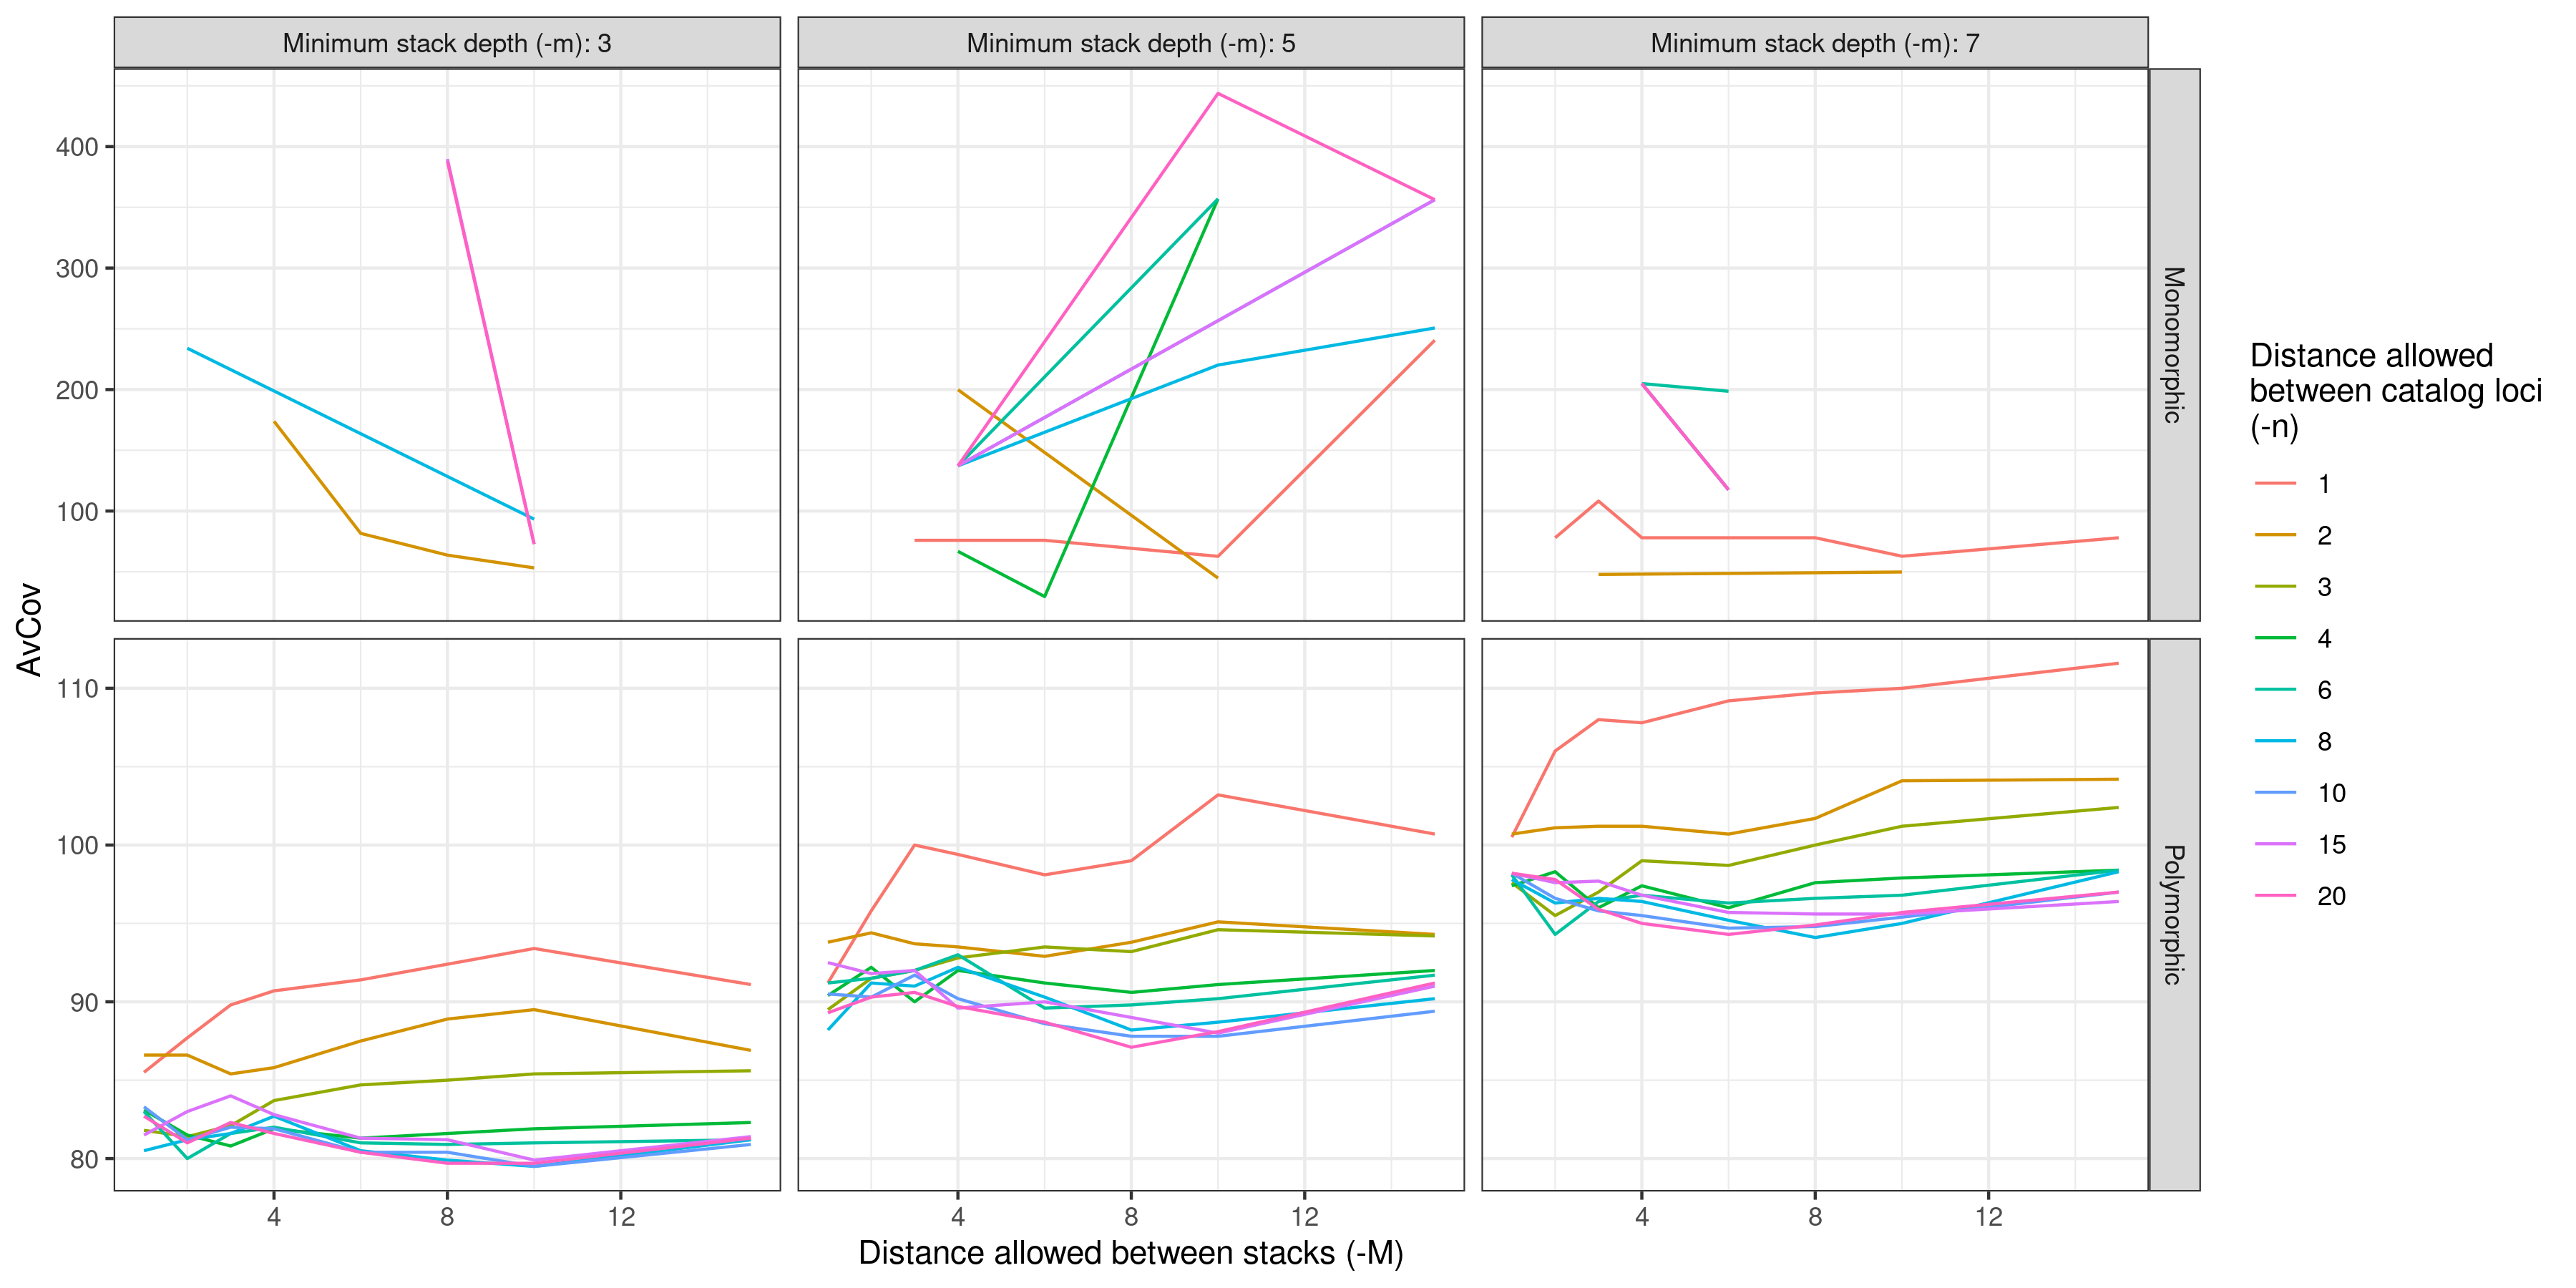 Minimum stack depth (-m): 3
Minimum stack depth (-m): 5
Minimum stack depth (-m): 7
400
300
200
100
Monomorphic
AvCov
110
100
90
80
Polymorphic
4
8
12
4
8
12
4
8
12
Distance allowed between stacks (-M)
Distance allowed
between catalog loci
(-n)
1
2
3
4
6
8
10
15
20